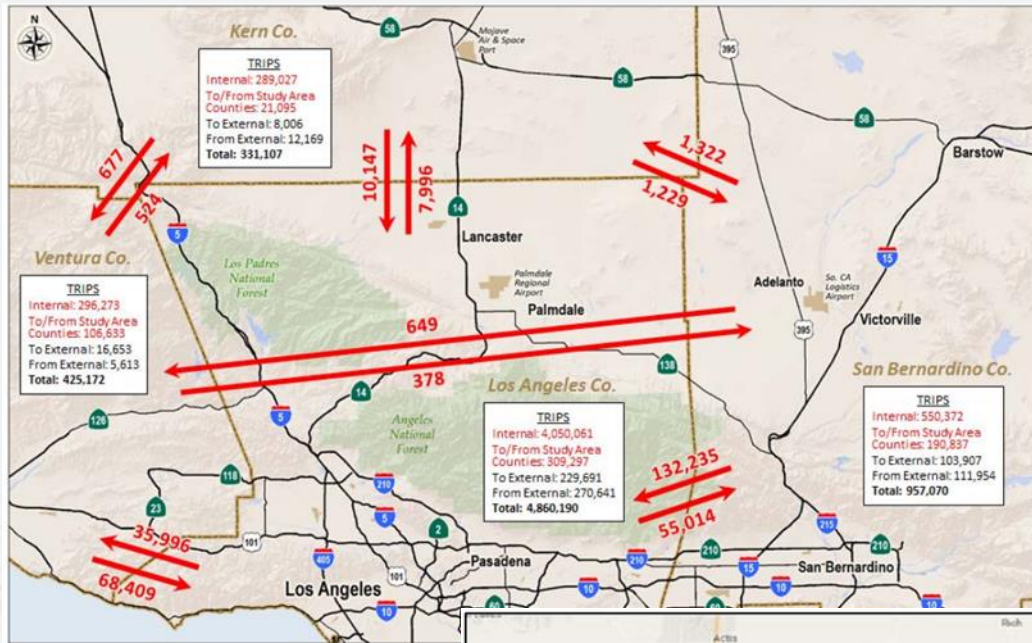 N
Kern Co.
TRIPS
Internal: 289,027
To/From Study Area
Counties: 21,095
To External: 8,006
From External: 12,169
Total: 331,107
58
Mojave
Air & Space
Port
395
58
58
Barstow
677
524
10,147
7,996
1,322
1,229
14
Lancaster
5
15
Ventura Co.
TRIPS
Internal: 296,273
To/From Study Area
Counties: 106,633
To External: 16,653
From External: 5,613
Total: 425,172
Los Padres
National
Forest
Palmdale
Regional
Airport
Palmdale
Adelanto
So. CA
Logistics
Airport
395
Victorville
649
378
138
14
126
5
Los Angeles Co.
TRIPS
Internal: 4,050,061
To/From Study Area
Counties: 309,297
To External: 229,691
From External: 270,641
Total: 4,860,190
San Bernardino Co.
TRIPS
Internal: 550,372
To/From Study Area
Counties: 190,837
To External: 103,907
From External: 111,954
Total: 957,070
Angeles
National
Forest
132,235
55,014
118
23
210
5
2
101
405
101
35,996
68,409
Pasadena
Los Angeles
10
60
210
210
15
215
210
San Bernardino
10
10
10
Rich
Actis